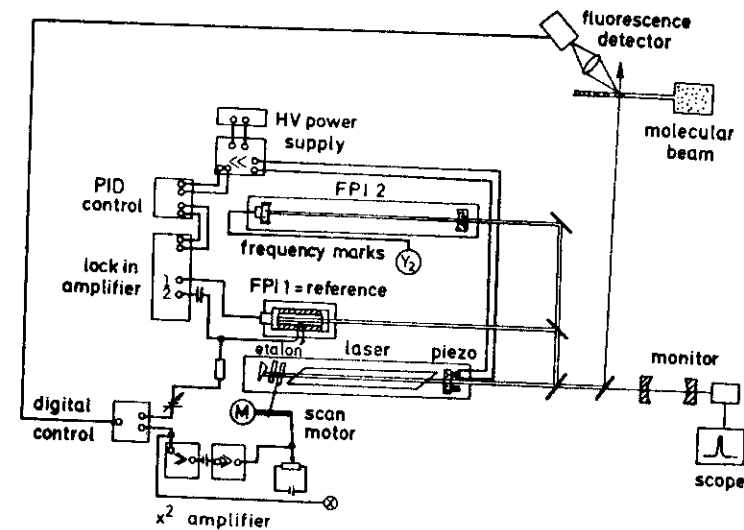 fluorescence
detector
molecular
beam
HV power
supply
<<
PID
control
FPI 2
frequency marks
Y₂
lock in
amplifier
1
2
FPI 1 = reference
etalon
laser
piezo
monitor
M
scan
motor
digital
control
>
>>
x² amplifier
X
scope